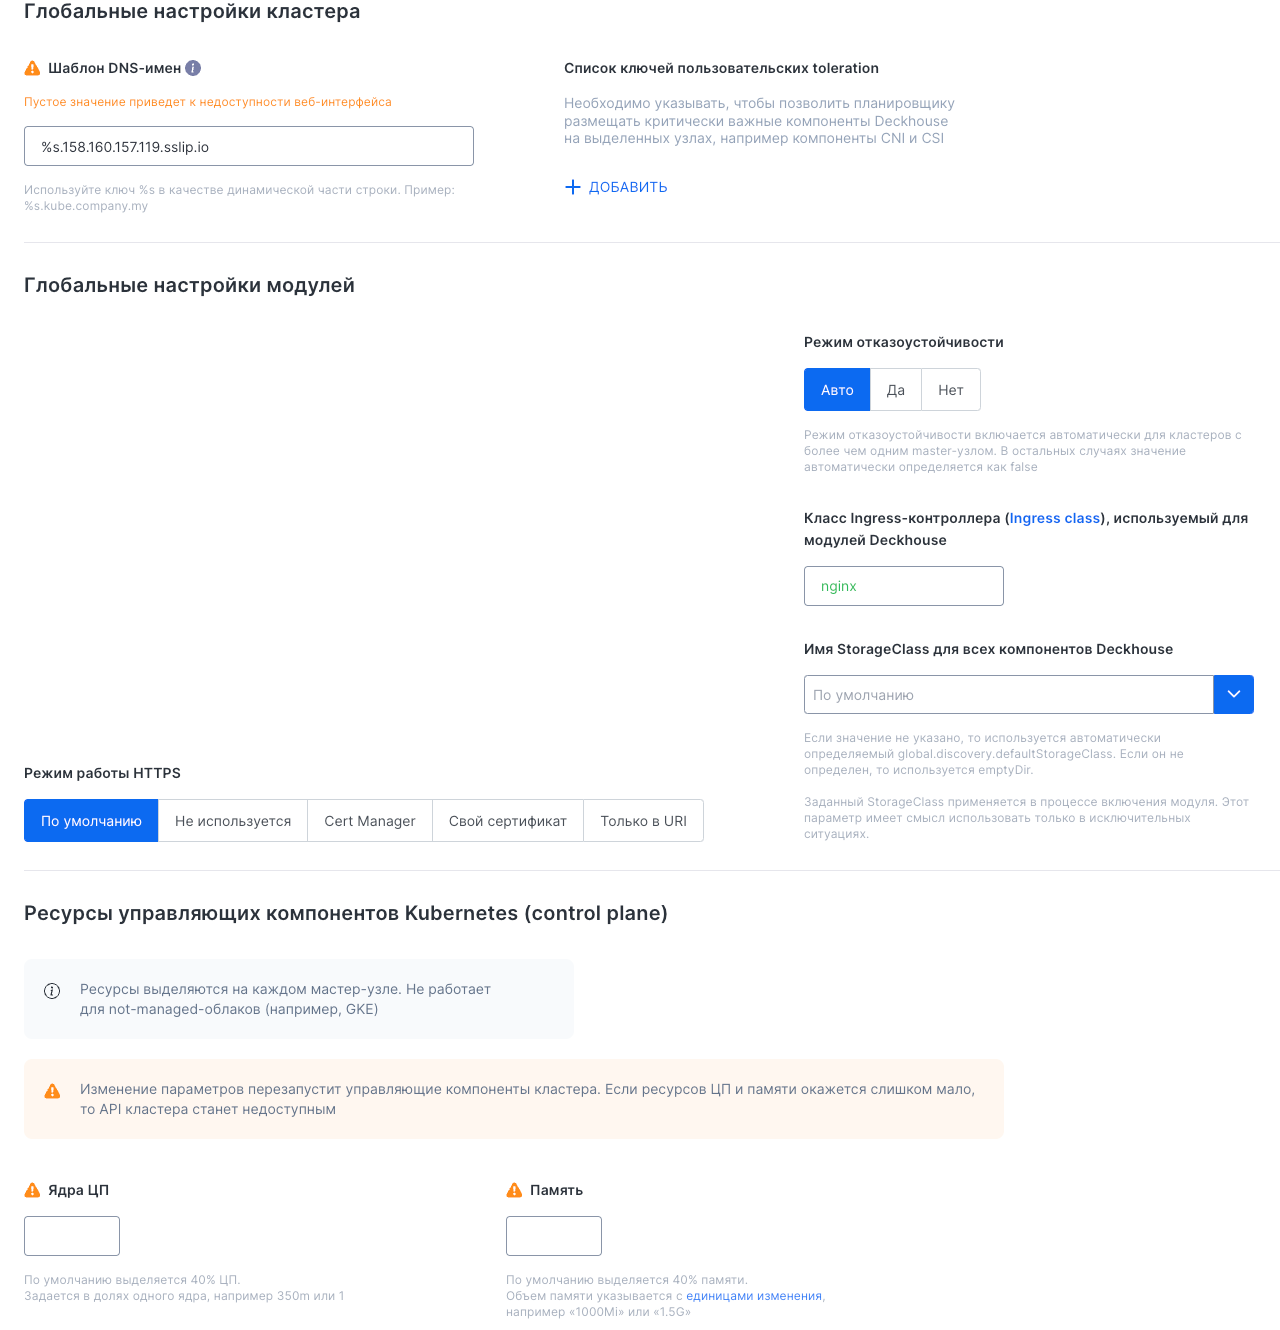 Глобальные настройки кластера
Шаблон DNS-имен
Пустое значение приведет к недоступности веб-интерфейса
%s.158.160.157.119.sslip.io
Используйте ключ %s в качестве динамической части строки. Пример:
%s.kube.company.my
Список ключей пользовательских toleration
Необходимо указывать, чтобы позволить планировщику
размещать критически важные компоненты Deckhouse
на выделенных узлах, например компоненты CNI и CSI
ДОБАВИТЬ
Глобальные настройки модулей
Режим работы HTTPS
По умолчанию Не используется Cert Manager Свой сертификат Только в URI
Режим отказоустойчивости
Авто Да Нет
Режим отказоустойчивости включается автоматически для кластеров с
более чем одним master-узлом. В остальных случаях значение
автоматически определяется как false
Класс Ingress-контроллера (Ingress class), используемый для
модулей Deckhouse
nginx
Имя StorageClass для всех компонентов Deckhouse
По умолчанию
Если значение не указано, то используется автоматически
определяемый global.discovery.defaultStorageClass. Если он не
определен, то используется emptyDir.
Заданный StorageClass применяется в процессе включения модуля. Этот
параметр имеет смысл использовать только в исключительных
ситуациях.
Ресурсы управляющих компонентов Kubernetes (control plane)
Ресурсы выделяются на каждом мастер-узле. Не работает
для not-managed-облаков (например, GKE)
Изменение параметров перезапустит управляющие компоненты кластера. Если ресурсов ЦП и памяти окажется слишком мало,
то API кластера станет недоступным
Ядра ЦП
По умолчанию выделяется 40% ЦП.
Задается в долях одного ядра, например 350m или 1
Память
По умолчанию выделяется 40% памяти.
Объем памяти указывается с единицами изменения,
например «1000Mi» или «1.5G»